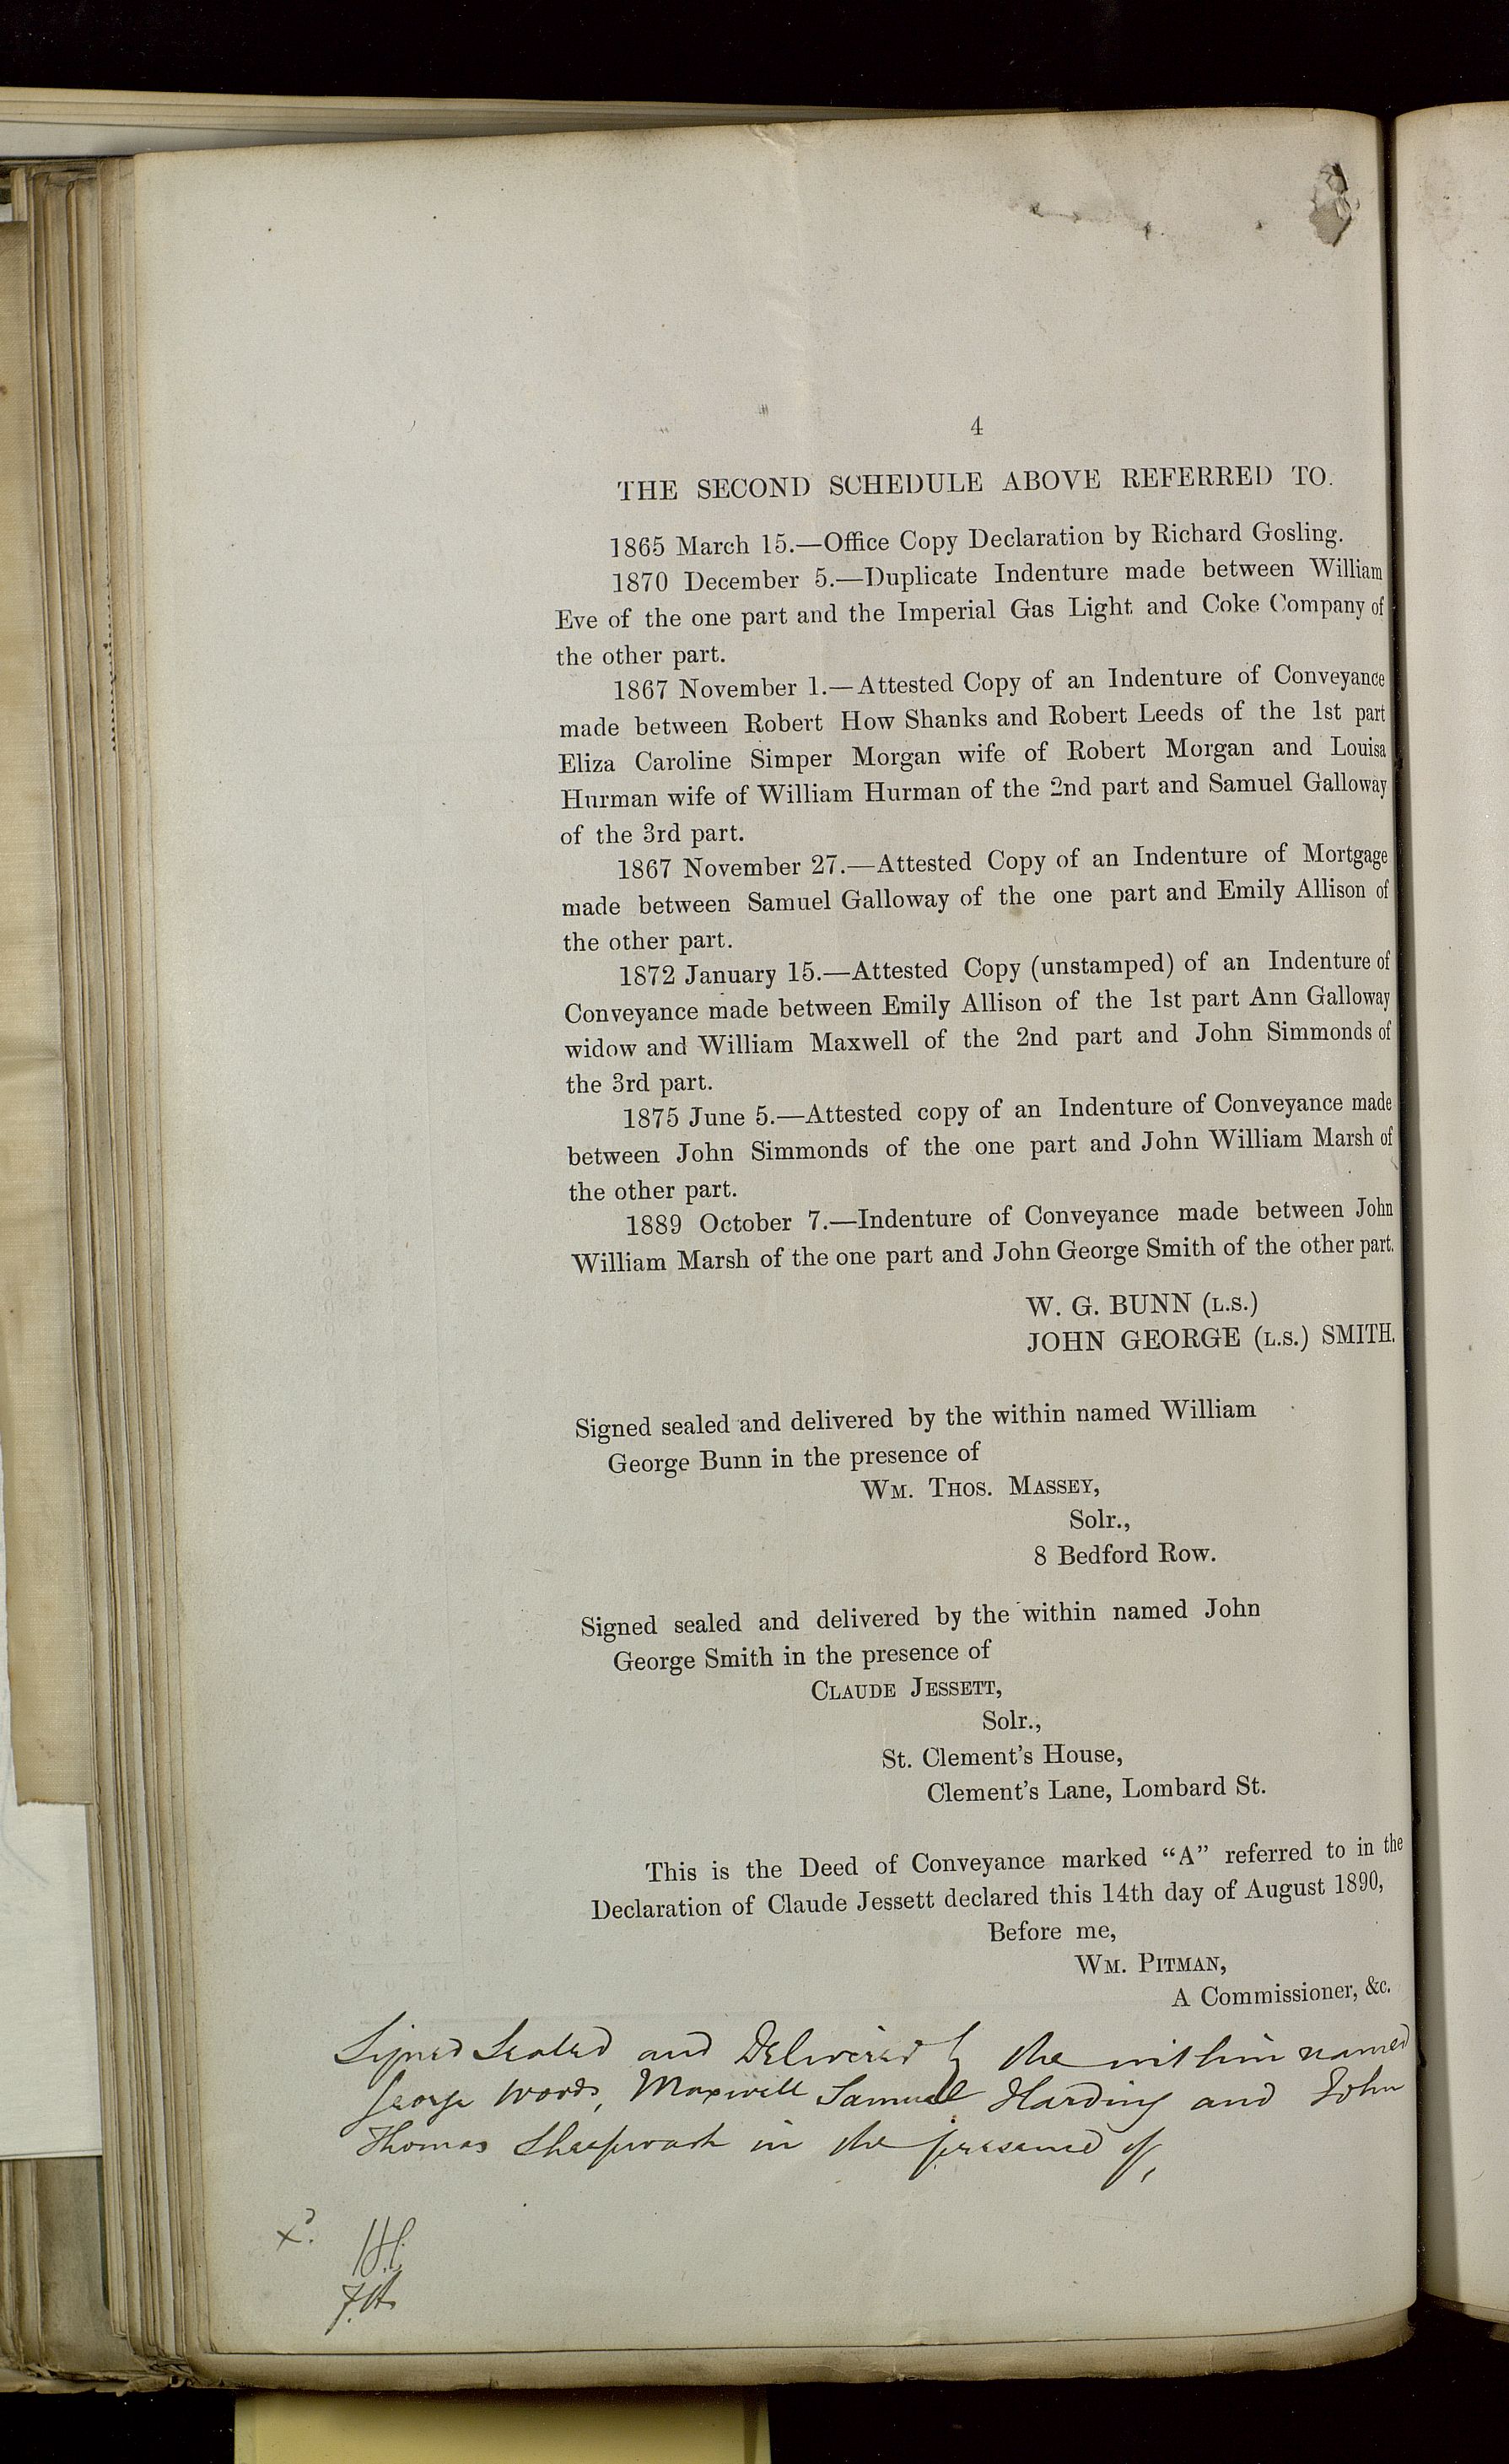 4
THE SECOND SCHEDULE ABOVE REFERRED TO.
1865 March 15.—Office Copy Declaration by Richard Gosling.
1870 December 5.—Duplicate Indenture made between William
Eve of the one part and the Imperial Gas Light and Coke Company of
the other part.
1867 November 1.—Attested Copy of an Indenture of Conveyance
made between Robert How Shanks and Robert Leeds of the 1st part
Eliza Caroline Simper Morgan wife of Robert Morgan and Louisa
Hurman wife of William Hurman of the 2nd part and Samuel Galloway
of the 3rd part.
1867 November 27.—Attested Copy of an Indenture of Mortgage
made between Samuel Galloway of the one part and Emily Allison of
the other part.
1872 January 15.—Attested Copy (unstamped) of an Indenture of
Conveyance made between Emily Allison of the 1st part Ann Galloway
widow and William Maxwell of the 2nd part and John Simmonds of
the 3rd part.
1875 June 5.—Attested copy of an Indenture of Conveyance made
between John Simmonds of the one part and John William Marsh of
the other part.
1889 October 7.—Indenture of Conveyance made between John
William Marsh of the one part and John George Smith of the other part.
W. G. BUNN (L.S.)
JOHN GEORGE (L.S.) SMITH.
Signed sealed and delivered by the within named William
George Bunn in the presence of
WM. THOS. MASSEY,
Solr.,
8 Bedford Row.
Signed sealed and delivered by the within named John
George Smith in the presence of
CLAUDE JESSETT,
Solr.,
St. Clement's House,
Clement's Lane, Lombard St.
This is the Deed of Conveyance marked “A” referred to in the
Declaration of Claude Jessett declared this 14th day of August 1890,
Before me,
WM. PITMAN,
A Commissioner, &c.
Signed Sealed and Delivered by the within named
George Woods, Maxwell Samuel Harding and John
Thomas Sheepwash in the presence of,